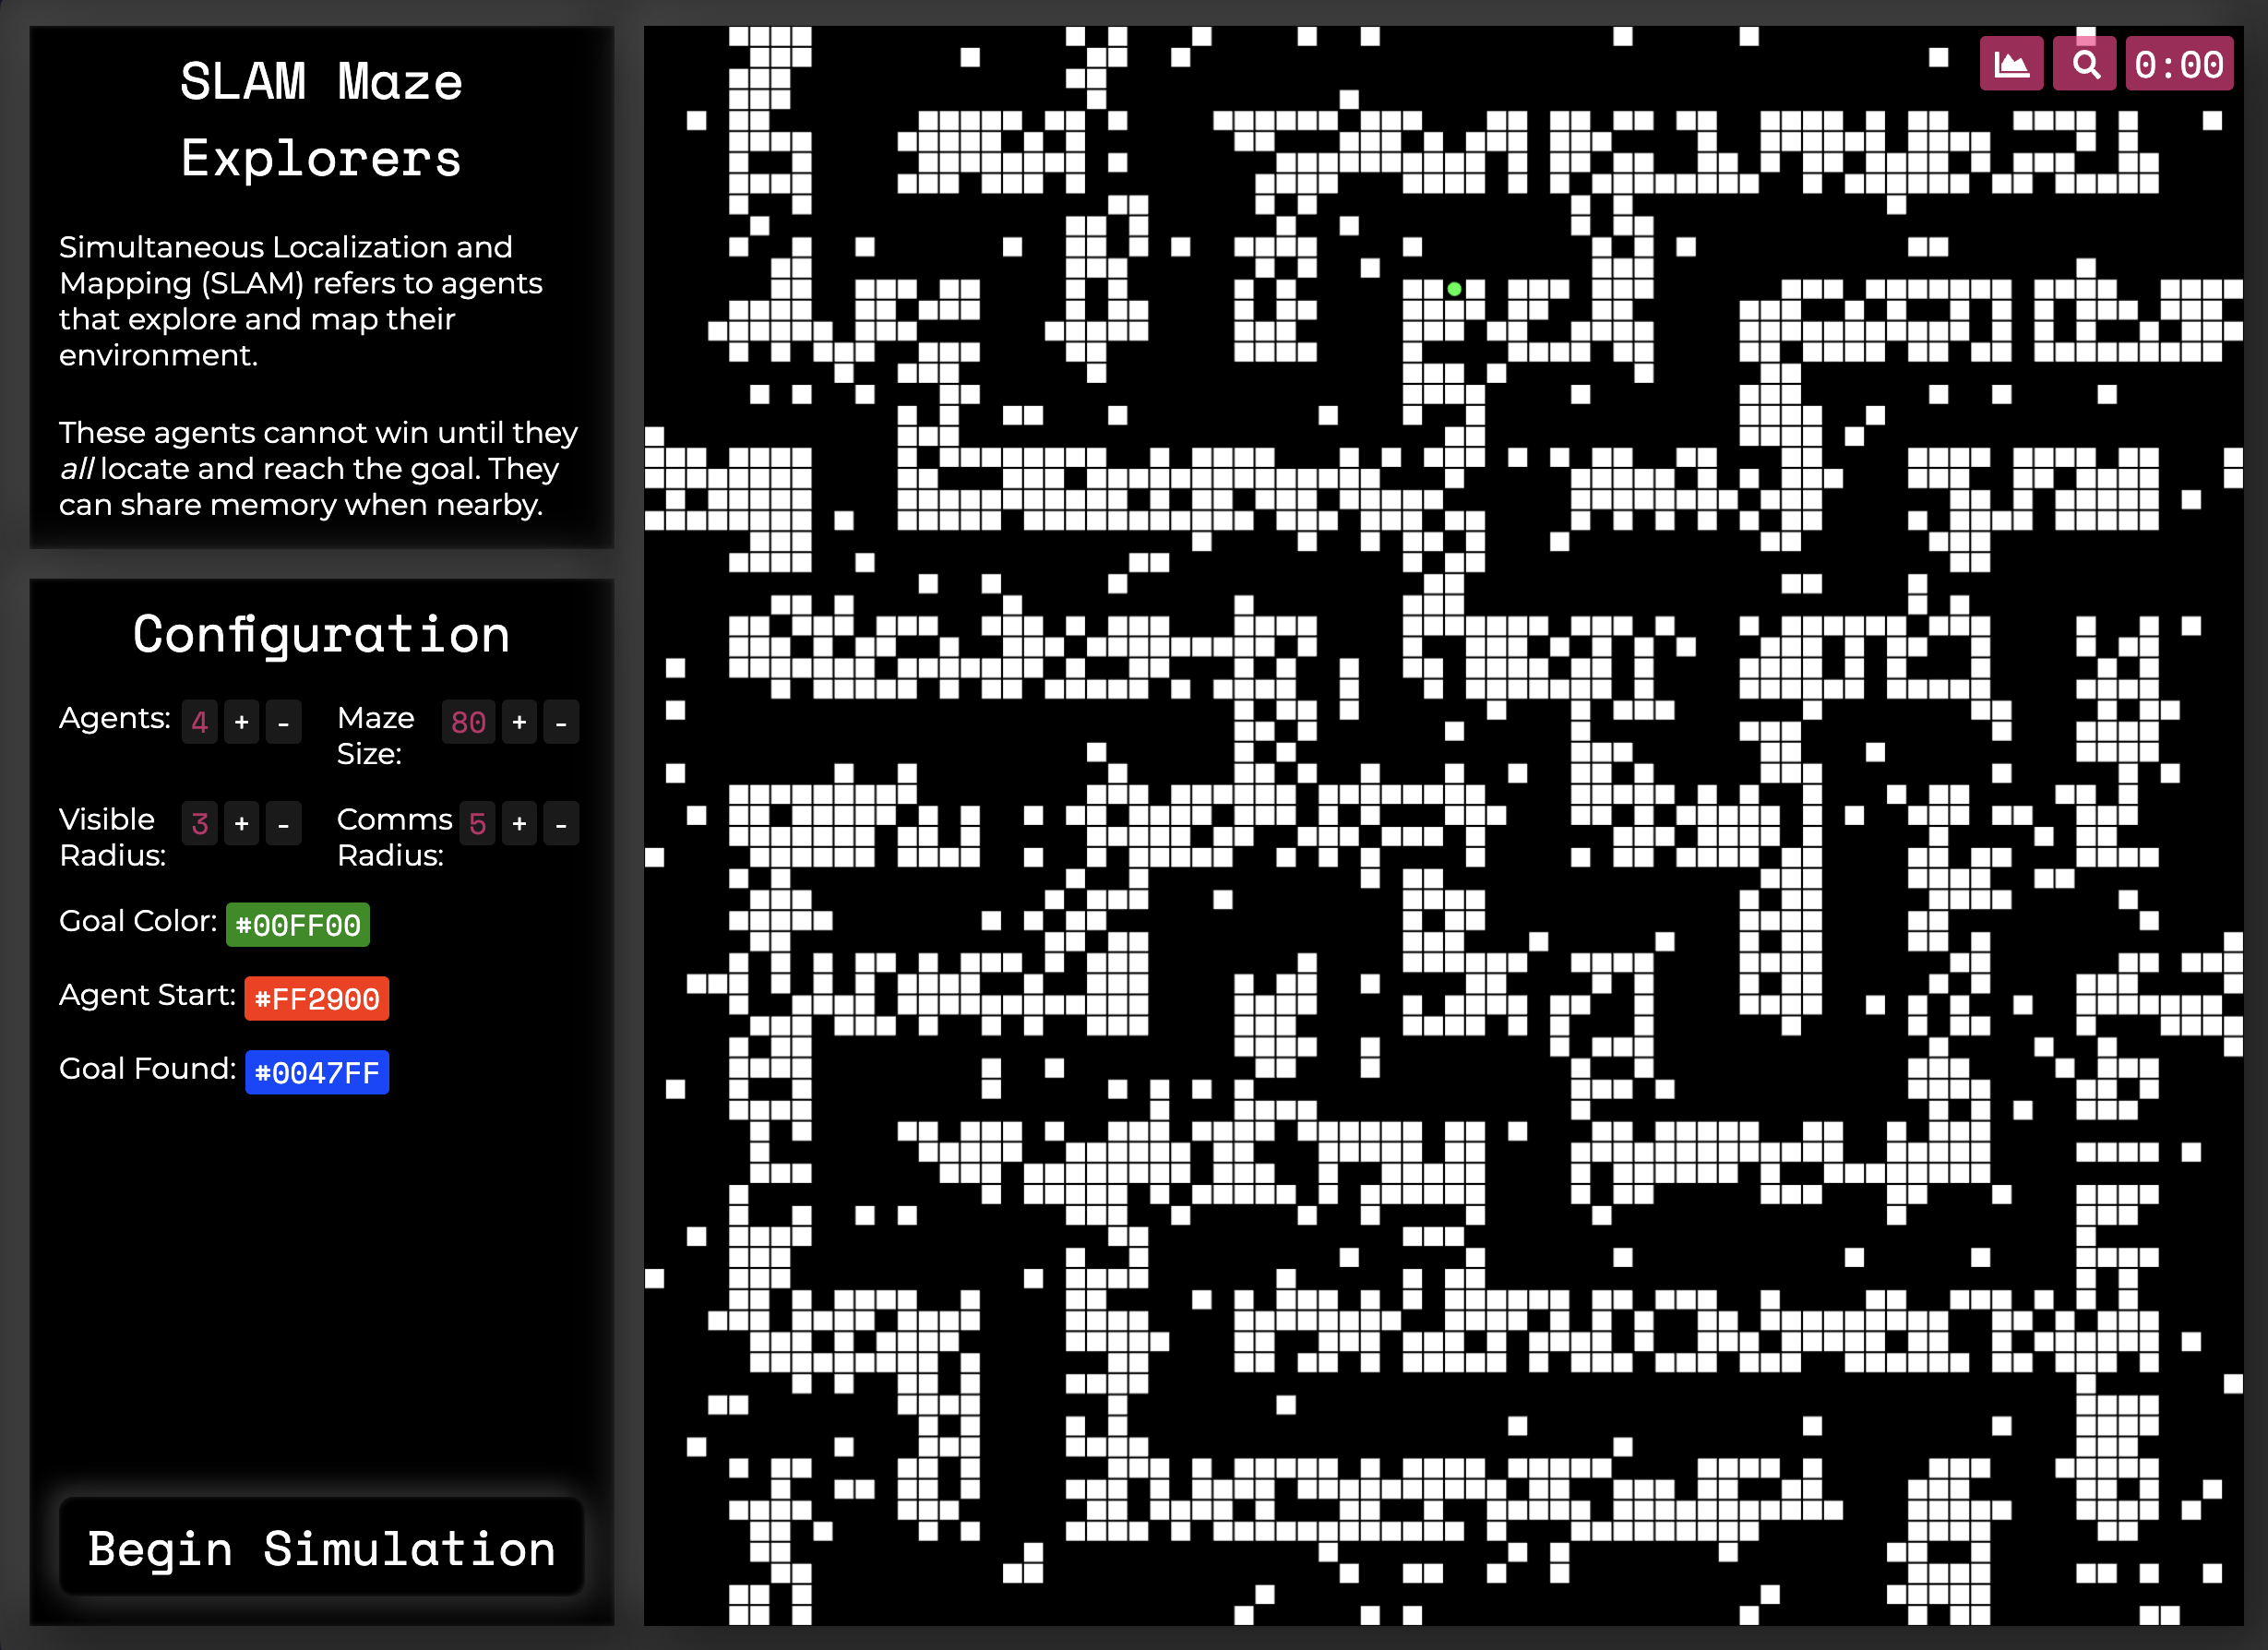 SLAM Maze
Explorers
Simultaneous Localization and
Mapping (SLAM) refers to agents
that explore and map their
environment.
These agents cannot win until they
all locate and reach the goal. They
can share memory when nearby.
Configuration
Agents: 4 + -
Maze
Size: 80 + -
Visible
Radius: 3 + -
Comms
Radius: 5 + -
Goal Color: #00FF00
Agent Start: #FF2900
Goal Found: #0047FF
Begin Simulation
0:00